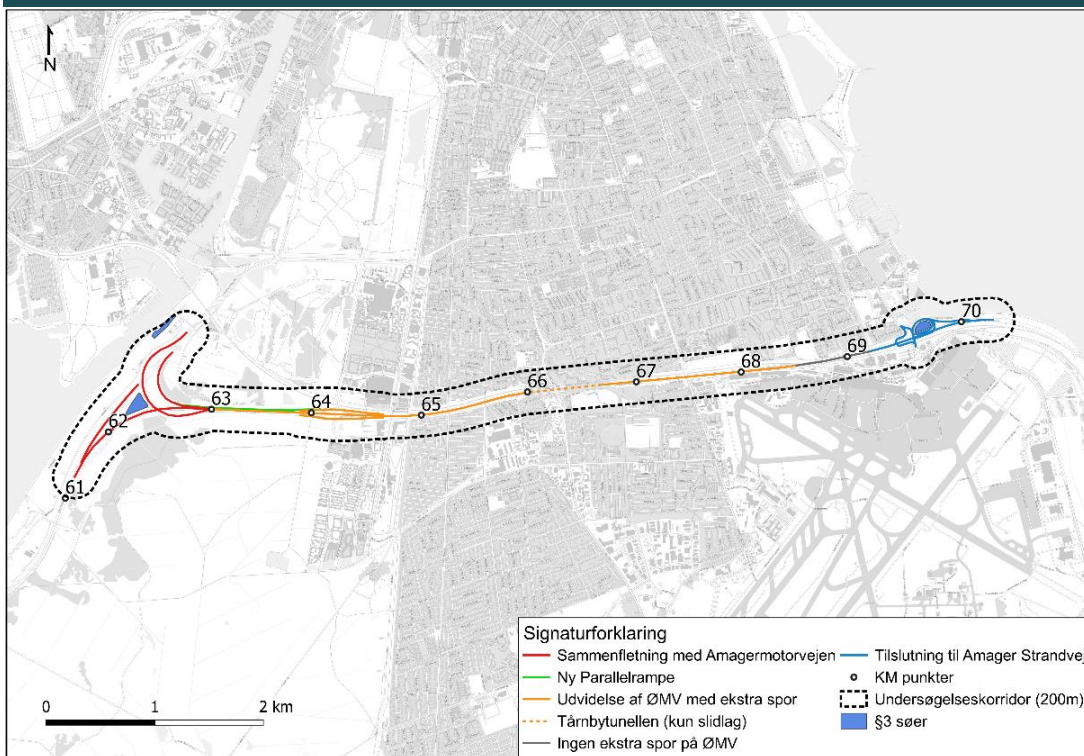 N
70
69
68
67
66
65
64
63
62
61
Signaturforklaring
Sammenfletning med Amagermotorvejen
Ny Parallelrampe
Udvidelse af ØMV med ekstra spor
Tårnbytunellen (kun slidlag)
Ingen ekstra spor på ØMV
Tilslutning til Amager Strandvej
KM punkter
Undersøgelseskorridor (200m)
§3 søer
0 1 2 km